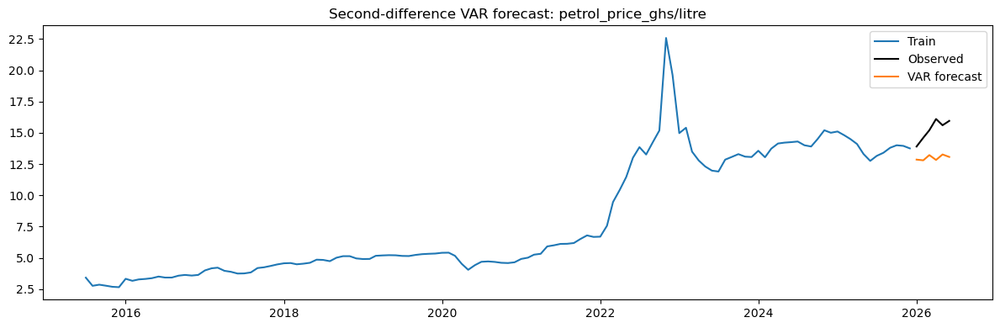 Second-difference VAR forecast: petrol_price_ghs/litre
22.5
20.0
17.5
15.0
12.5
10.0
7.5
5.0
2.5
Train
Observed
VAR forecast
2016 2018 2020 2022 2024 2026